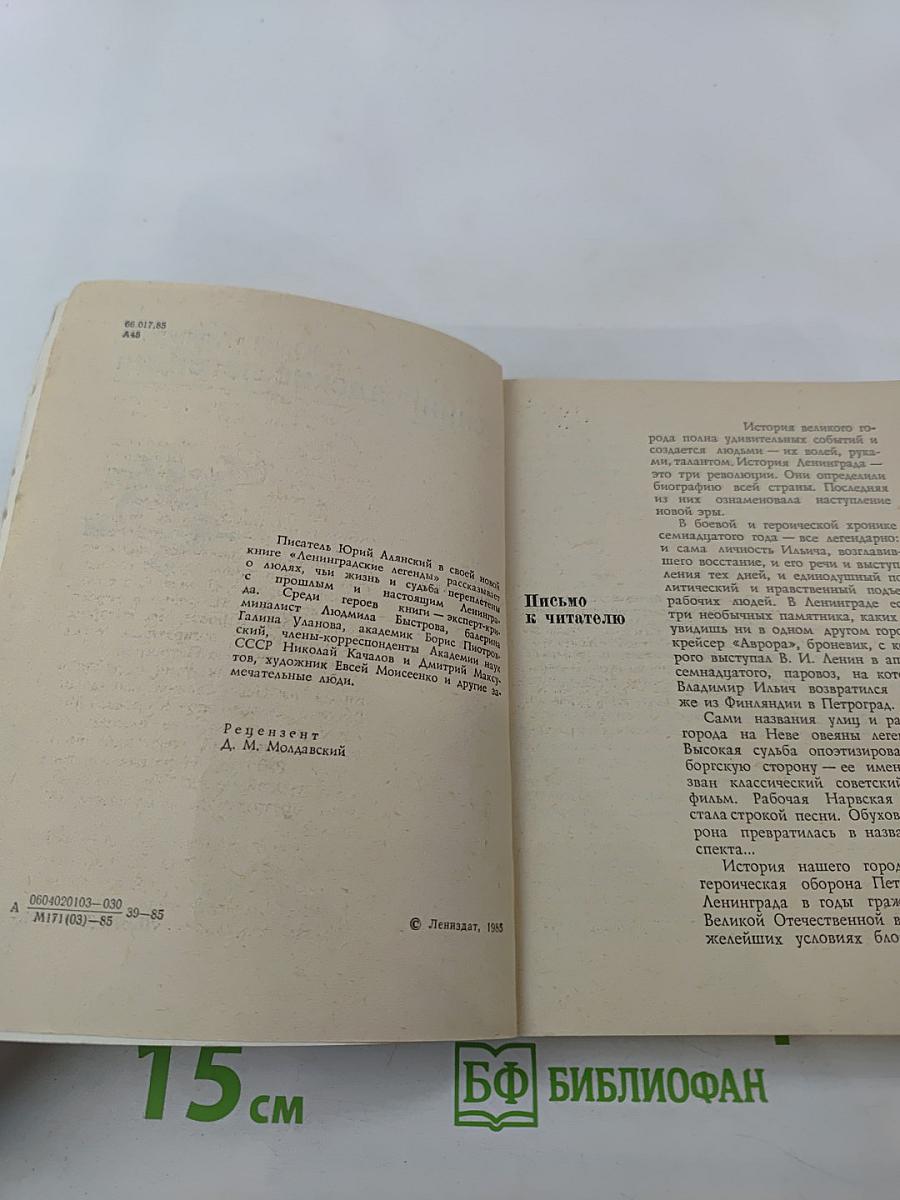 66.017,85
А48
Писатель Юрий Алянский в своей новой
книге «Ленинградские легенды» рассказывает
о людях, чьи жизнь и судьба переплетены
с прошлым и настоящим Ленингра-
да. Среди героев книги — эксперт-кри-
миналист Людмила Быстрова, балерина
Галина Уланова, академик Борис Пиотров-
ский, члены-корреспонденты Академии наук
СССР Николай Качалов и Дмитрий Максу-
тов, художник Евсей Моисеенко и другие за-
мечательные люди.
Рецензент
Д. М. Молдавский
А 0604020103—030
М171(03)—85
39—85
© Лениздат, 1985
Письмо
к читателю
История великого го-
рода полна удивительных событий и
создается людьми — их волей, рука-
ми, талантом. История Ленинграда —
это три революции. Они определили
биографию всей страны. Последняя
из них ознаменовала наступление
новой эры.
В боевой и героической хронике
семнадцатого года — все легендарно:
и сама личность Ильича, возглавив-
шего восстание, и его речи и выступ-
ления тех дней, и единодушный по
литический и нравственный подъе
рабочих людей. В Ленинграде ес
три необычных памятника, каких
увидишь ни в одном другом горо
крейсер «Аврора», броневик, с к
рого выступал В. И. Ленин в ап
семнадцатого, паровоз, на кот
Владимир Ильич возвратился
же из Финляндии в Петроград.
Сами названия улиц и ра
города на Неве овеяны леге
Высокая судьба опоэтизирова
боргскую сторону — ее имен
зван классический советский
фильм. Рабочая Нарвская
стала строкой песни. Обухов
рона превратилась в назва
спекта...
История нашего город
героическая оборона Пет
Ленинграда в годы граж
Великой Отечественной в
желейших условиях бло
15 см
БФ БИБЛИОФАН